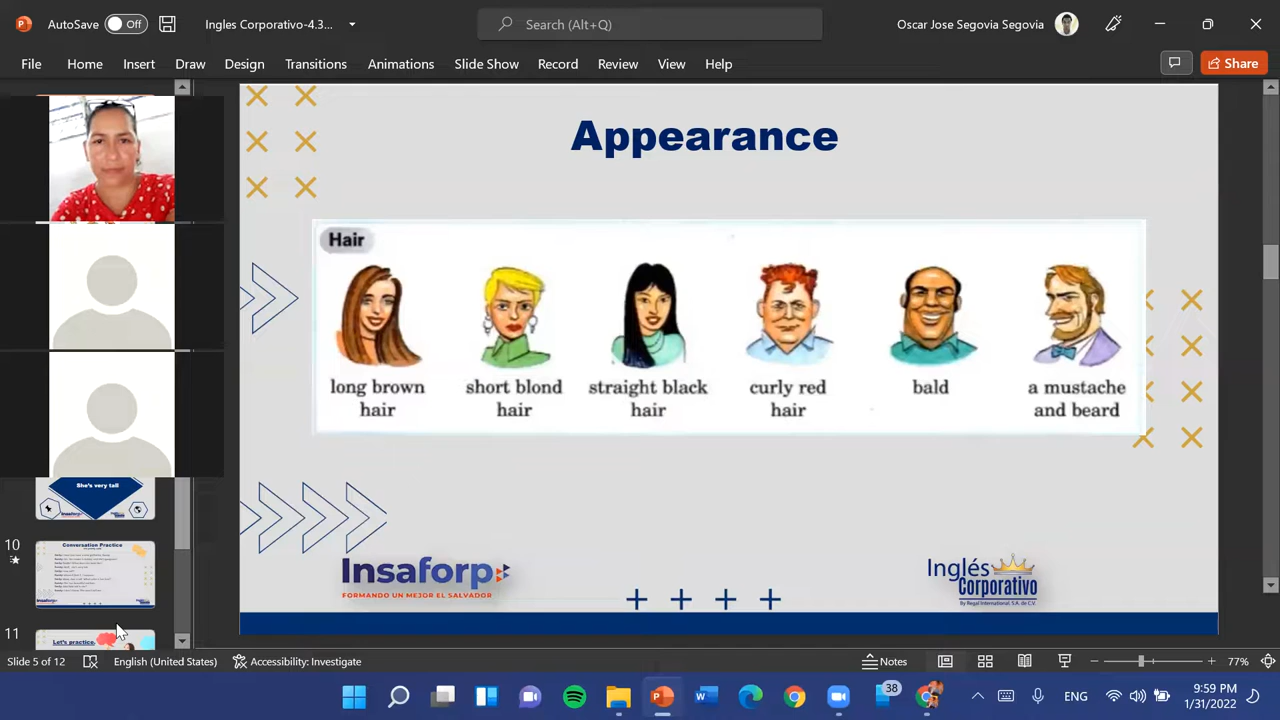 AutoSave Off Ingles Corporativo-4.3... Search (Alt+Q) Oscar Jose Segovia Segovia
File Home Insert Draw Design Transitions Animations Slide Show Record Review View Help Share
Appearance
Hair
long brown hair
short blond hair
straight black hair
curly red hair
bald
a mustache and beard
Insaforp
FORMANDO UN MEJOR EL SALVADOR
Inglés
Corporativo
By Regal International, S.A. de C.V.
She's very tall
10
Conversation Practice
11
Let's practice
Slide 5 of 12 English (United States) Accessibility: Investigate Notes 77%
38
ENG
9:59 PM
1/31/2022